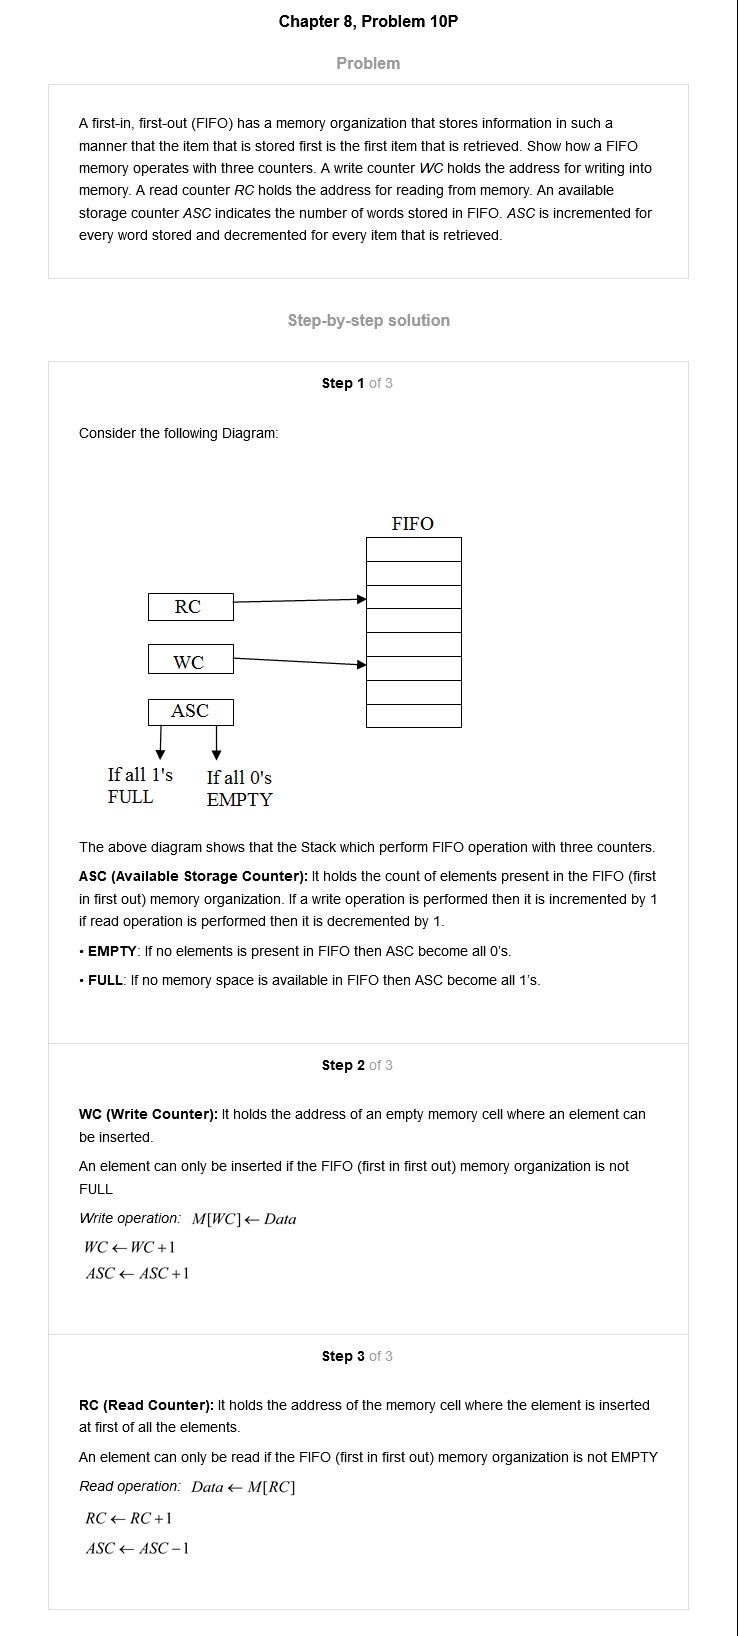 Chapter 8, Problem 10P
Problem
A first-in, first-out (FIFO) has a memory organization that stores information in such a
manner that the item that is stored first is the first item that is retrieved. Show how a FIFO
memory operates with three counters. A write counter WC holds the address for writing into
memory. A read counter RC holds the address for reading from memory. An available
storage counter ASC indicates the number of words stored in FIFO. ASC is incremented for
every word stored and decremented for every item that is retrieved.
Step-by-step solution
Step 1 of 3
Consider the following Diagram:
FIFO
RC
WC
ASC
If all 1's
FULL
If all 0's
EMPTY
The above diagram shows that the Stack which perform FIFO operation with three counters.
ASC (Available Storage Counter): It holds the count of elements present in the FIFO (first
in first out) memory organization. If a write operation is performed then it is incremented by 1
if read operation is performed then it is decremented by 1.
• EMPTY: If no elements is present in FIFO then ASC become all 0's.
• FULL: If no memory space is available in FIFO then ASC become all 1's.
Step 2 of 3
WC (Write Counter): It holds the address of an empty memory cell where an element can
be inserted.
An element can only be inserted if the FIFO (first in first out) memory organization is not
FULL
Write operation: M[WC] ← Data
WC ← WC + 1
ASC ← ASC + 1
Step 3 of 3
RC (Read Counter): It holds the address of the memory cell where the element is inserted
at first of all the elements.
An element can only be read if the FIFO (first in first out) memory organization is not EMPTY
Read operation: Data ← M[RC]
RC ← RC + 1
ASC ← ASC − 1